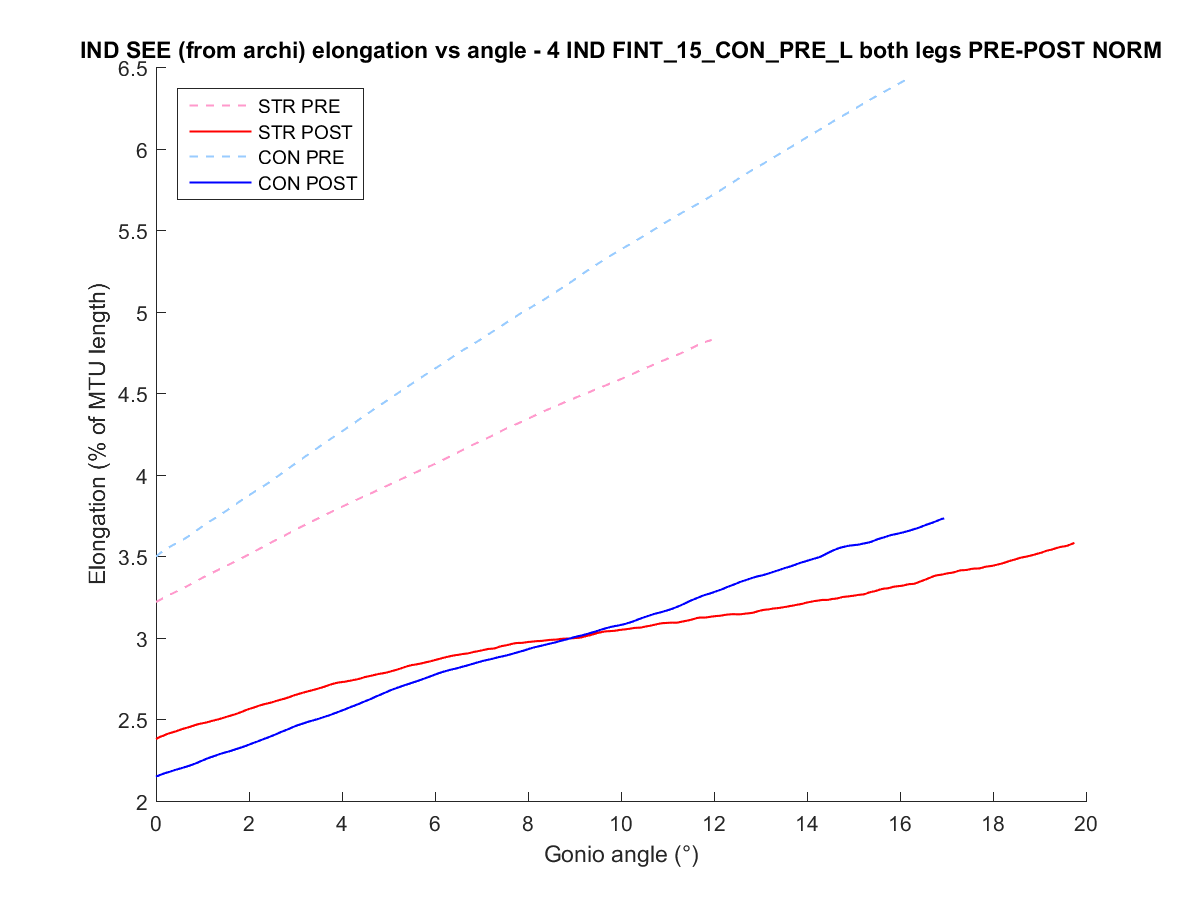 IND SEE (from archi) elongation vs angle - 4 IND FINT_15_CON_PRE_L both legs PRE-POST NORM
6.5
6
5.5
5
4.5
4
3.5
3
2.5
2
STR PRE
STR POST
CON PRE
CON POST
Elongation (% of MTU length)
0 2 4 6 8 10 12 14 16 18 20
Gonio angle (°)